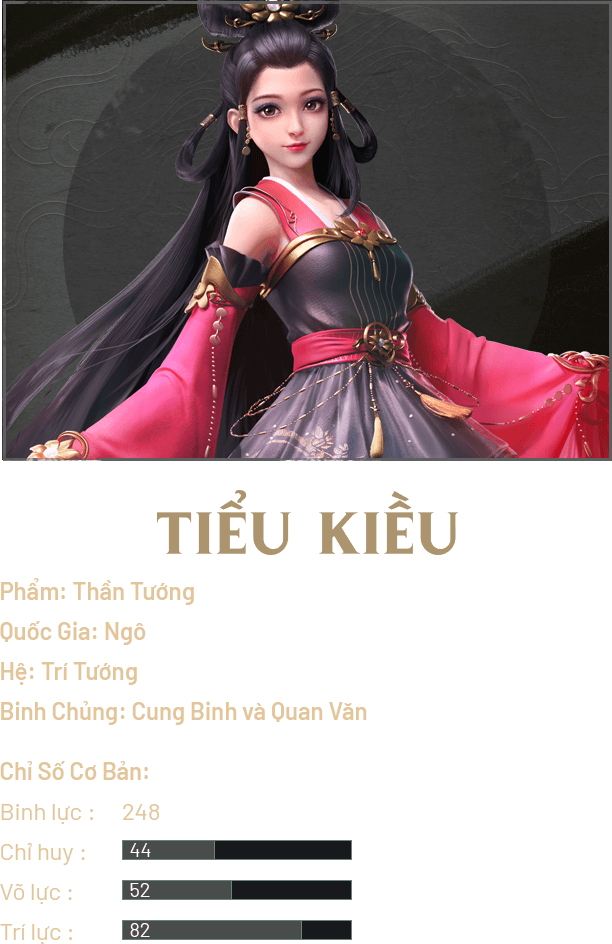 TIỂU KIỀU
Phẩm: Thần Tướng
Quốc Gia: Ngô
Hệ: Trí Tướng
Binh Chủng: Cung Binh và Quan Văn
Chỉ Số Cơ Bản:
Binh lực : 248
Chỉ huy : 44
Võ lực : 52
Trí lực : 82